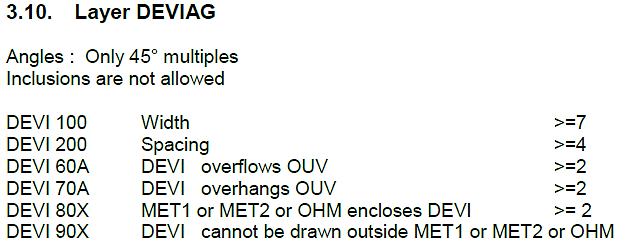 3.10. Layer DEVIAG
Angles : Only 45° multiples
Inclusions are not allowed
DEVI 100 Width >=7
DEVI 200 Spacing >=4
DEVI 60A DEVI overflows OUV >=2
DEVI 70A DEVI overhangs OUV >=2
DEVI 80X MET1 or MET2 or OHM encloses DEVI >= 2
DEVI 90X DEVI cannot be drawn outside MET1 or MET2 or OHM